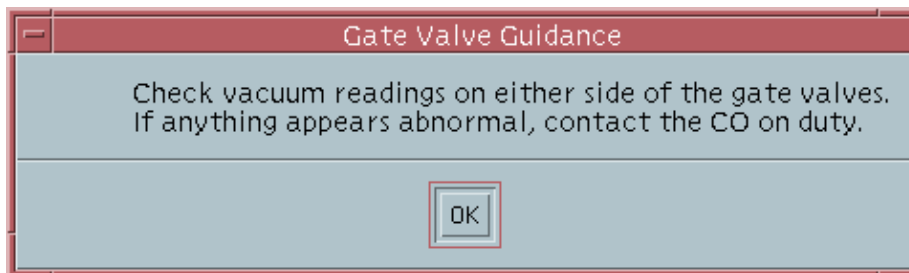 Gate Valve Guidance
Check vacuum readings on either side of the gate valves.
If anything appears abnormal, contact the CO on duty.
OK